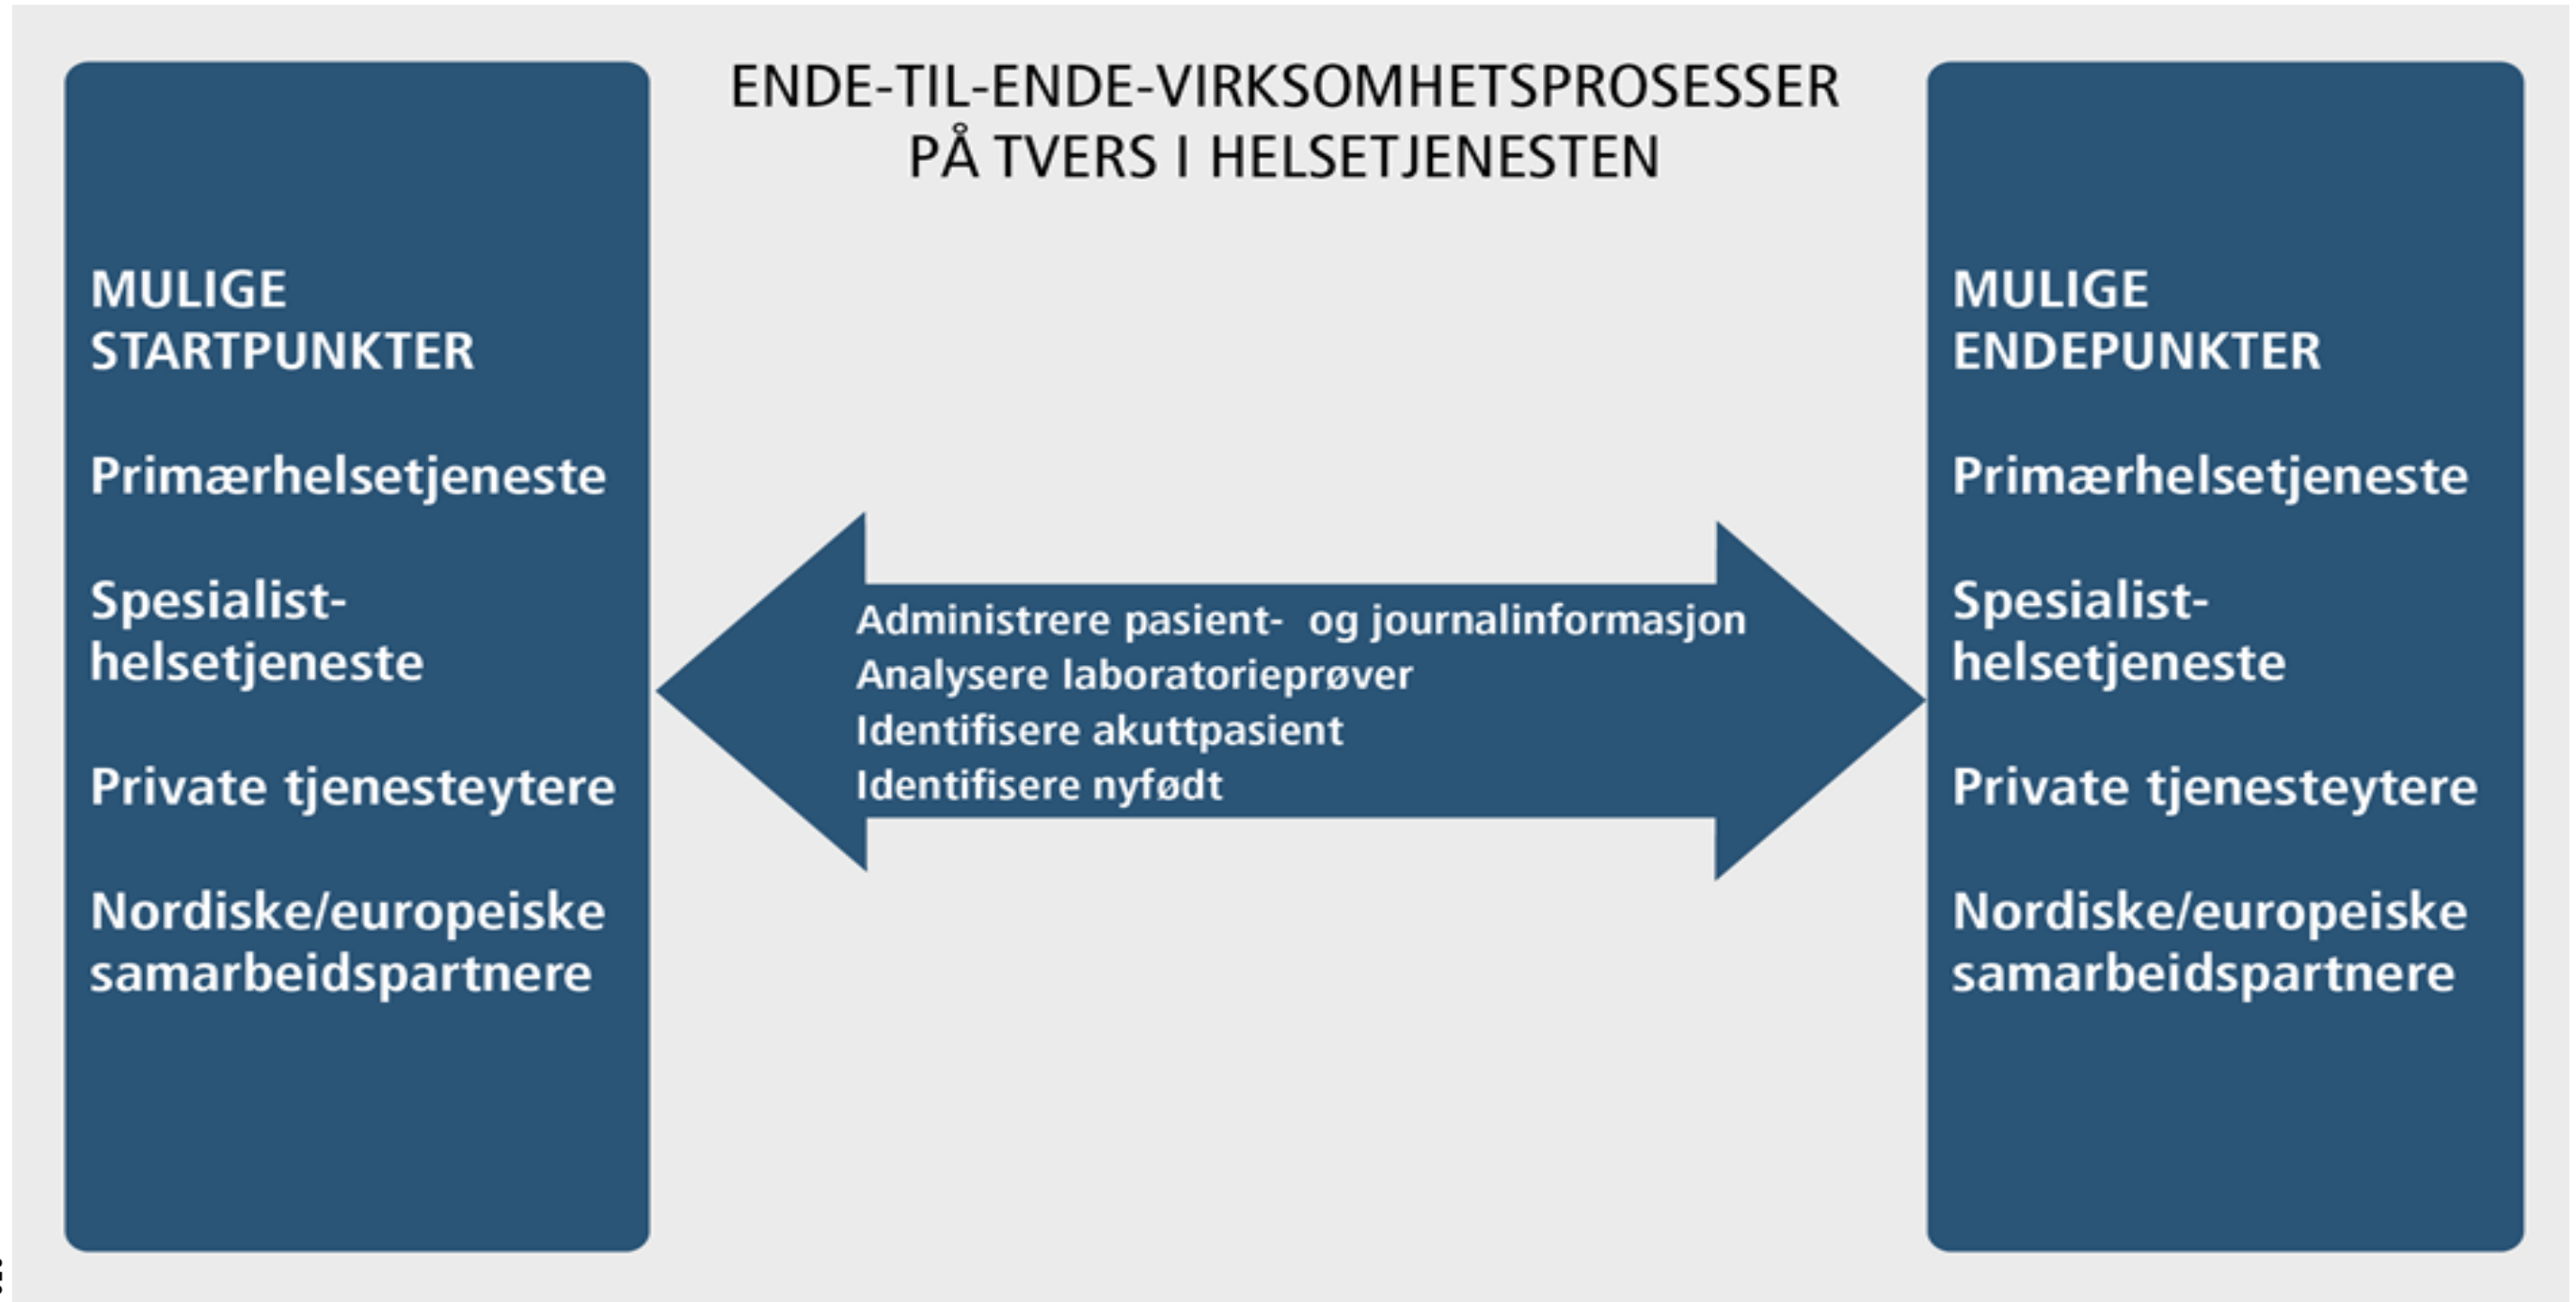 ENDE-TIL-ENDE-VIRKSOMHETSPROSESSER
PÅ TVERS I HELSETJENESTEN
MULIGE
STARTPUNKTER
Primærhelsetjeneste
Spesialist-
helsetjeneste
Private tjenesteytere
Nordiske/europeiske
samarbeidspartnere
Administrere pasient- og journalinformasjon
Analysere laboratorieprøver
Identifisere akuttpasient
Identifisere nyfødt
MULIGE
ENDEPUNKTER
Primærhelsetjeneste
Spesialist-
helsetjeneste
Private tjenesteytere
Nordiske/europeiske
samarbeidspartnere